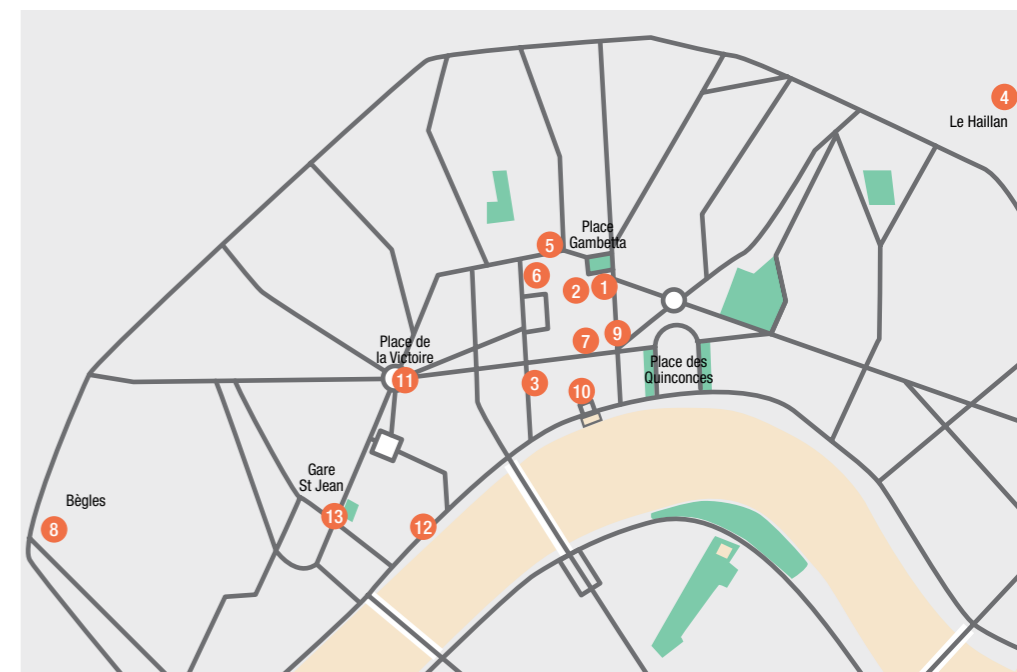 4
Le Haillan
Place
Gambetta
5
6
2
1
Place de
la Victoire
7
9
Place des
Quinconces
11
3
10
Gare
St Jean
Bègles
8
13
12